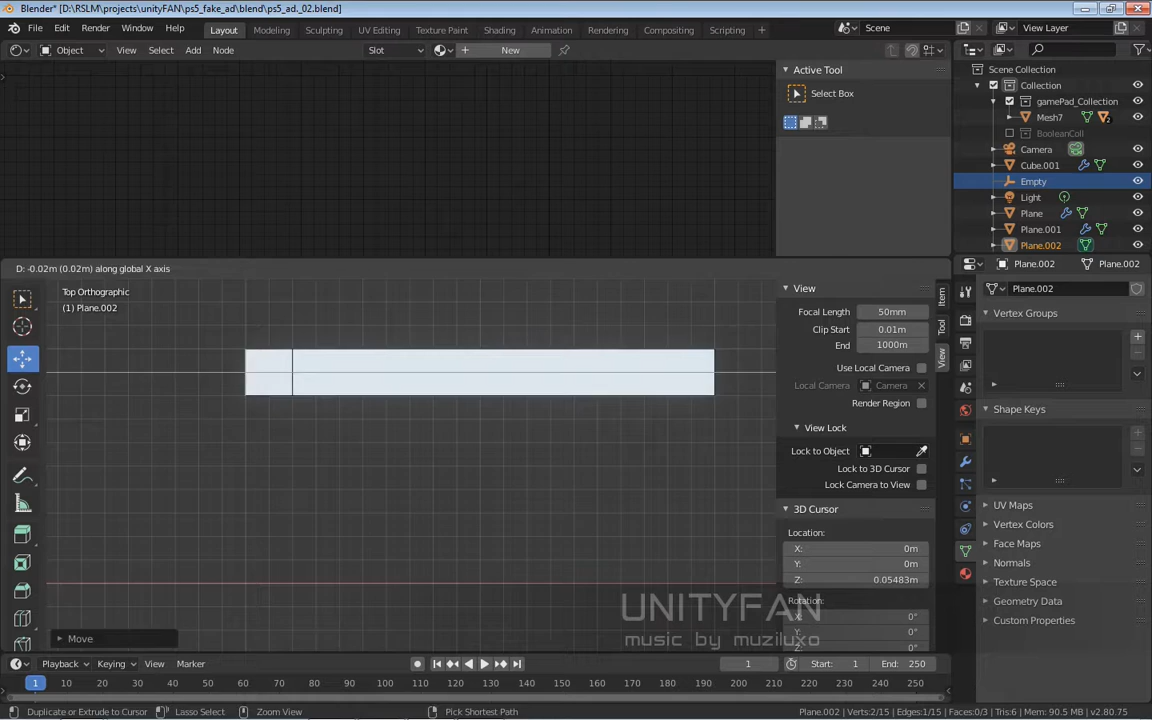 Blender* [D:\RSLM\projects\unityFAN\ps5_fake_ad\blend\ps5_ad._02.blend]
File Edit Render Window Help Layout Modeling Sculpting UV Editing Texture Paint Shading Animation Rendering Compositing Scripting + Scene View Layer
Object View Select Add Node Slot New
Active Tool
Select Box
Scene Collection
Collection
gamePad_Collection
Mesh7 2
BooleanColl
Camera
Cube.001
Empty
Light
Plane
Plane.001
Plane.002
D: -0.02m (0.02m) along global X axis
Top Orthographic
(1) Plane.002
Move
View
Focal Length 50mm
Clip Start 0.01m
End 1000m
Use Local Camera
Local Camera Camera
Render Region
View Lock
Lock to Object
Lock to 3D Cursor
Lock Camera to View
3D Cursor
Location:
X: 0m
Y: 0m
Z: 0.05483m
Rotation:
X: 0°
Y: 0°
Z: 0°
Item
Tool
View
Plane.002 Plane.002
Plane.002
Vertex Groups
Shape Keys
UV Maps
Vertex Colors
Face Maps
Normals
Texture Space
Geometry Data
Custom Properties
UNITYFAN
music by muziluxo
Playback Keying View Marker 1 Start: 1 End: 250
1 10 20 30 40 50 60 70 80 90 100 110 120 130 140 150 160 170 180 190 200 210 220 230 240 250
Duplicate or Extrude to Cursor Lasso Select Zoom View Pick Shortest Path Plane.002 | Verts:2/15 | Edges:1/15 | Faces:0/3 | Tris:6 | Mem: 90.5 MB | v2.80.75